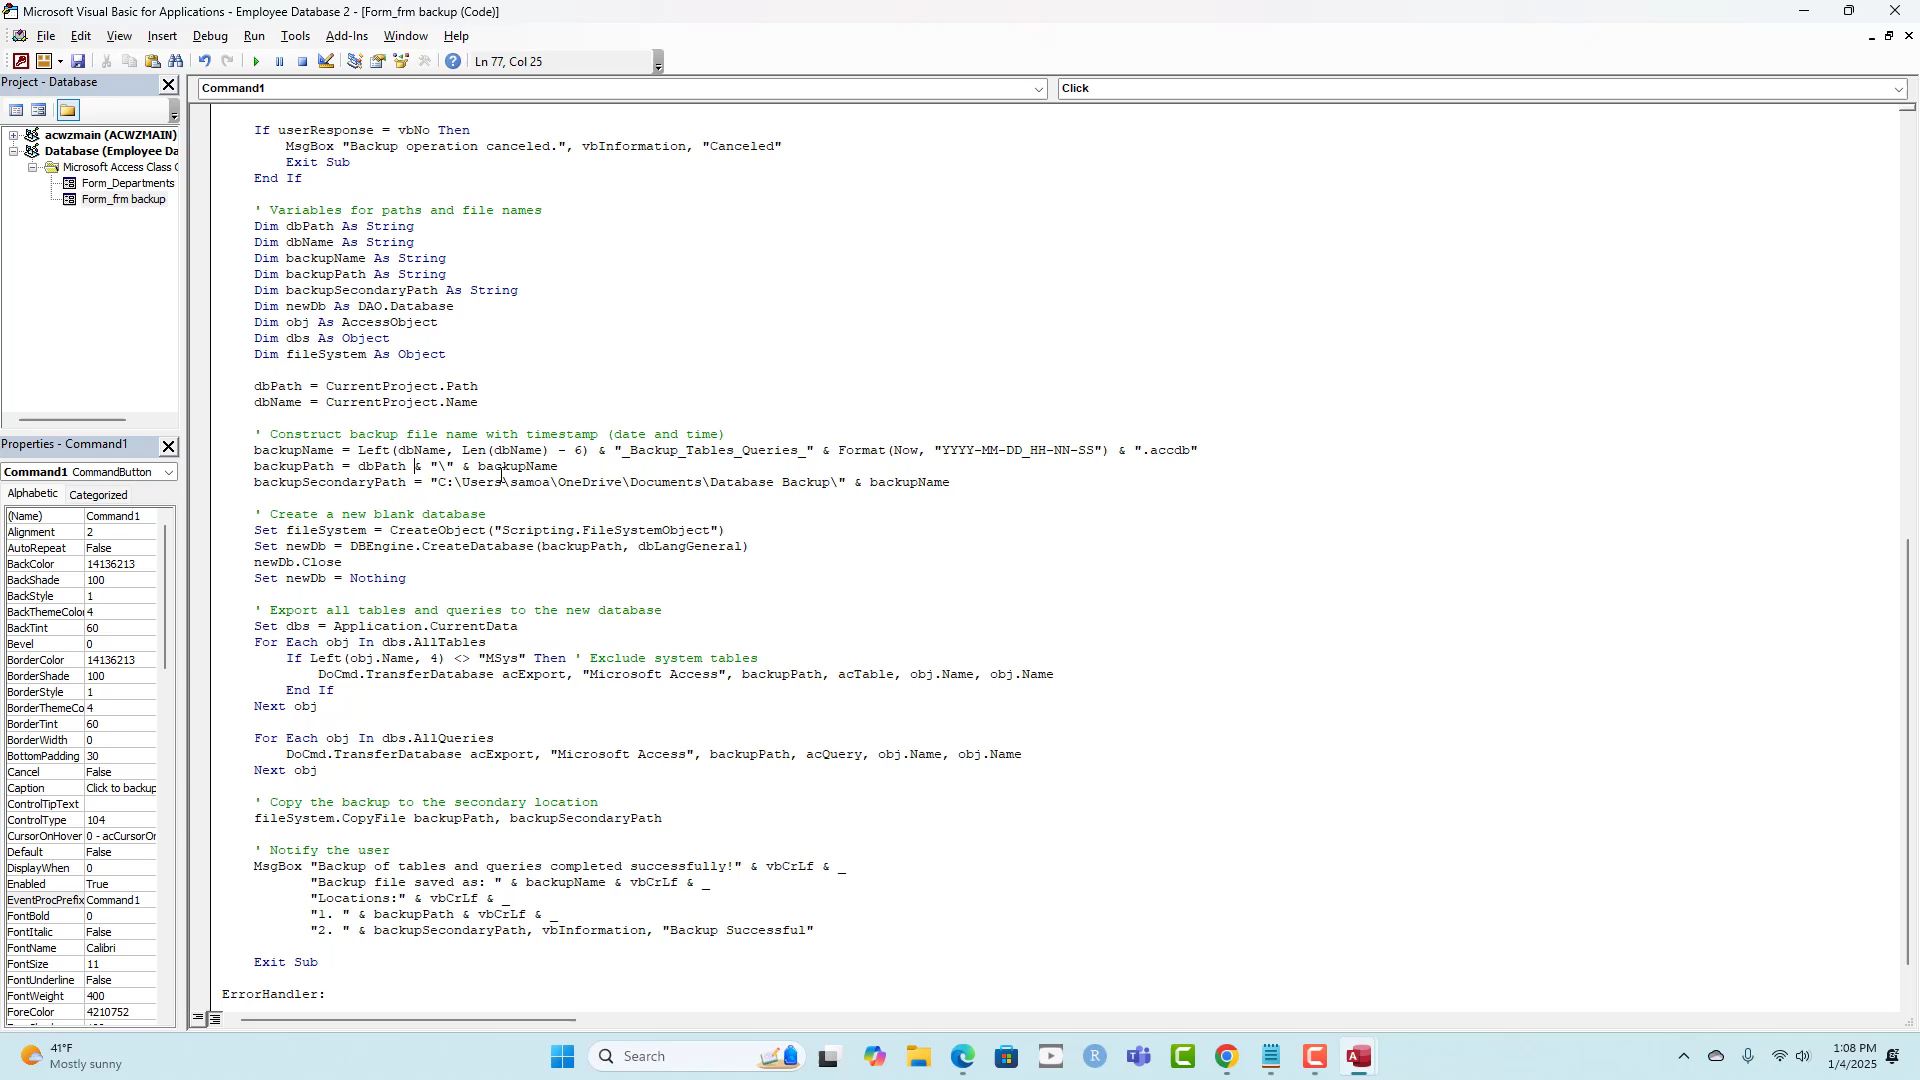 Microsoft Visual Basic for Applications - Employee Database 2 - [Form_frm backup (Code)]
File Edit View Insert Format Debug Run Tools Add-Ins Window Help
Ln 77, Col 25
Project - Database
Command1
Click
acwzmain (ACWZMAIN)
Database (Employee Da
Microsoft Access Class C
Form_Departments
Form_frm backup
If userResponse = vbNo Then
MsgBox "Backup operation canceled.", vbInformation, "Canceled"
Exit Sub
End If
' Variables for paths and file names
Dim dbPath As String
Dim dbName As String
Dim backupName As String
Dim backupPath As String
Dim backupSecondaryPath As String
Dim newDb As DAO.Database
Dim obj As AccessObject
Dim dbs As Object
Dim fileSystem As Object
dbPath = CurrentProject.Path
dbName = CurrentProject.Name
' Construct backup file name with timestamp (date and time)
backupName = Left(dbName, Len(dbName) - 6) & "_Backup_Tables_Queries_" & Format(Now, "YYYY-MM-DD_HH-NN-SS") & ".accdb"
backupPath = dbPath & "\" & backupName
backupSecondaryPath = "C:\Users\samoa\OneDrive\Documents\Database Backup\" & backupName
' Create a new blank database
Set fileSystem = CreateObject("Scripting.FileSystemObject")
Set newDb = DBEngine.CreateDatabase(backupPath, dbLangGeneral)
newDb.Close
Set newDb = Nothing
' Export all tables and queries to the new database
Set dbs = Application.CurrentData
For Each obj In dbs.AllTables
If Left(obj.Name, 4) <> "MSys" Then ' Exclude system tables
DoCmd.TransferDatabase acExport, "Microsoft Access", backupPath, acTable, obj.Name, obj.Name
End If
Next obj
For Each obj In dbs.AllQueries
DoCmd.TransferDatabase acExport, "Microsoft Access", backupPath, acQuery, obj.Name, obj.Name
Next obj
' Copy the backup to the secondary location
fileSystem.CopyFile backupPath, backupSecondaryPath
' Notify the user
MsgBox "Backup of tables and queries completed successfully!" & vbCrLf & _
"Backup file saved as: " & backupName & vbCrLf & _
"Locations:" & vbCrLf & _
"1. " & backupPath & vbCrLf & _
"2. " & backupSecondaryPath, vbInformation, "Backup Successful"
Exit Sub
ErrorHandler:
Properties - Command1
Command1 CommandButton
Alphabetic Categorized
(Name) Command1
Alignment 2
AutoRepeat False
BackColor 14136213
BackShade 100
BackStyle 1
BackThemeColo 4
BackTint 60
Bevel 0
BorderColor 14136213
BorderShade 100
BorderStyle 1
BorderThemeCo 4
BorderTint 60
BorderWidth 0
BottomPadding 30
Cancel False
Caption Click to backup
ControlTipText
ControlType 104
CursorOnHover 0 - acCursorOr
Default False
DisplayWhen 0
Enabled True
EventProcPrefix Command1
FontBold 0
FontItalic False
FontName Calibri
FontSize 11
FontUnderline False
FontWeight 400
ForeColor 4210752
41°F
Mostly sunny
Search
1:08 PM
1/4/2025